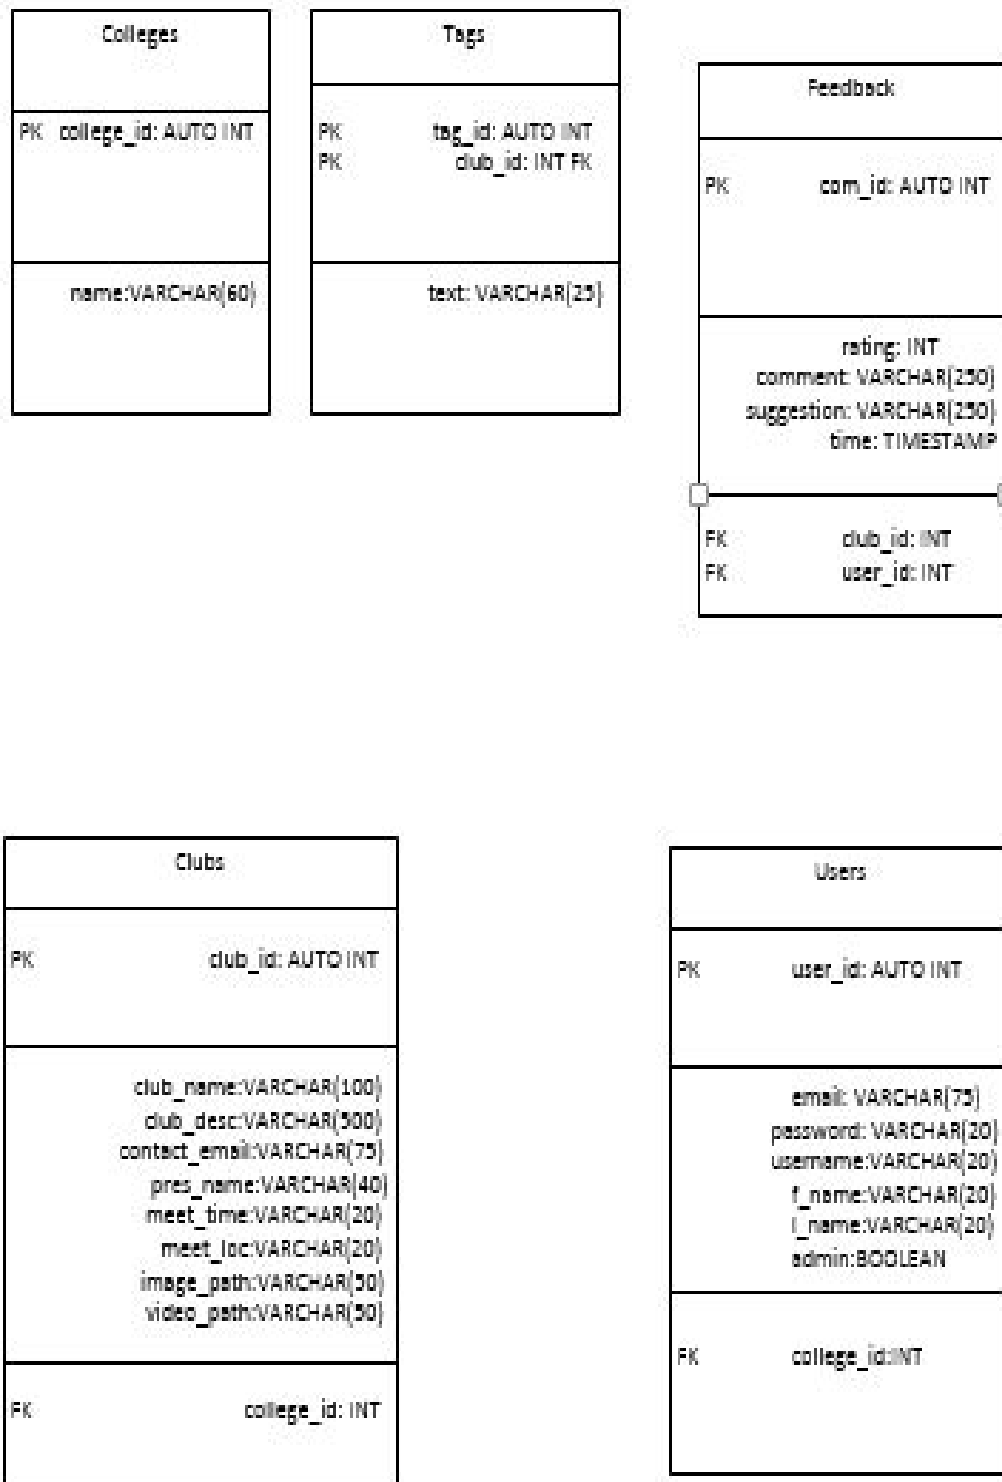 Colleges
PK college_id: AUTO INT
name:VARCHAR(60)
Tags
PK tag_id: AUTO INT
PK club_id: INT FK
text: VARCHAR(25)
Feedback
PK com_id: AUTO INT
rating: INT
comment: VARCHAR(250)
suggestion: VARCHAR(250)
time: TIMESTAMP
FK club_id: INT
FK user_id: INT
Clubs
PK club_id: AUTO INT
club_name:VARCHAR(100)
club_desc:VARCHAR(500)
contact_email:VARCHAR(75)
pres_name:VARCHAR(40)
meet_time:VARCHAR(20)
meet_loc:VARCHAR(20)
image_path:VARCHAR(50)
video_path:VARCHAR(50)
FK college_id: INT
Users
PK user_id: AUTO INT
email: VARCHAR(75)
password: VARCHAR(20)
username:VARCHAR(20)
f_name:VARCHAR(20)
l_name:VARCHAR(20)
admin:BOOLEAN
FK college_id:INT